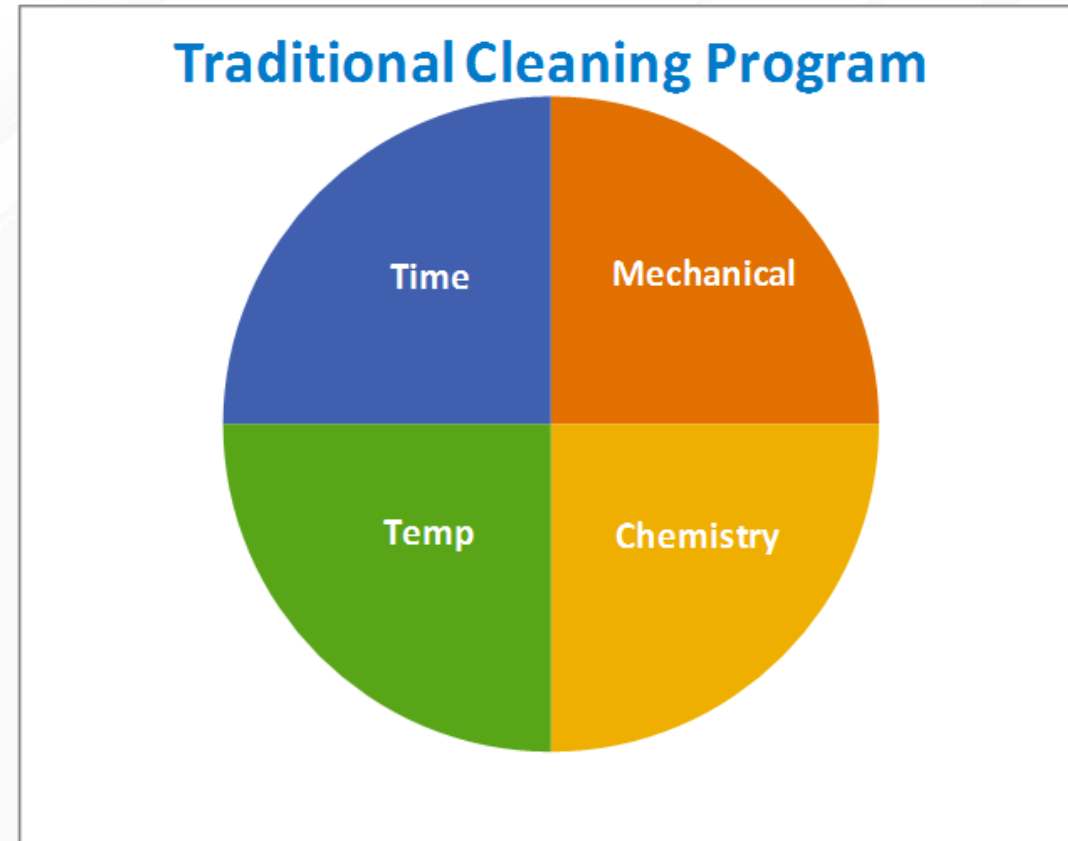 Traditional Cleaning Program
Time
Mechanical
Temp
Chemistry